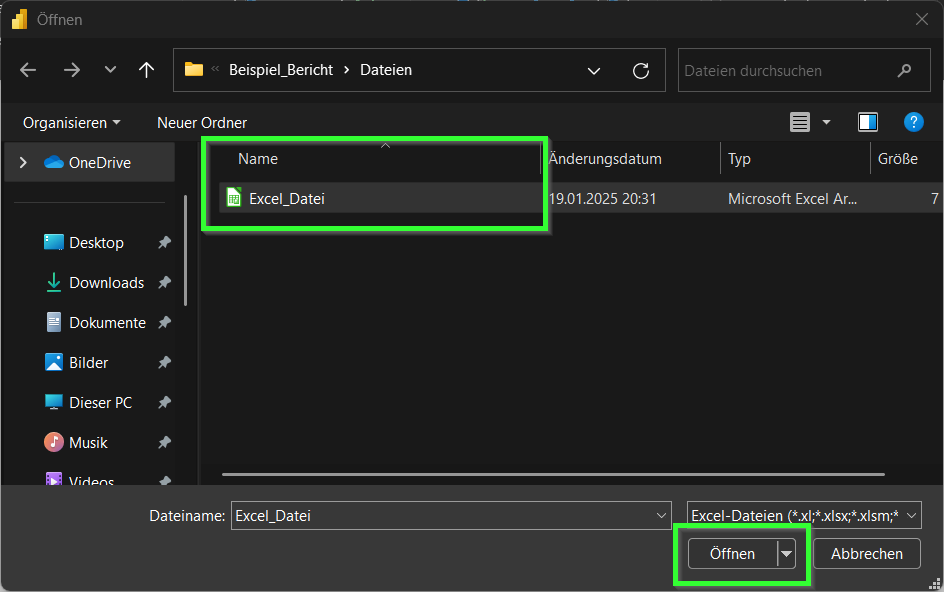 Öffnen
Beispiel_Bericht > Dateien
Dateien durchsuchen
Organisieren
Neuer Ordner
Name
Änderungsdatum
Typ
Größe
OneDrive
Excel_Datei
19.01.2025 20:31
Microsoft Excel Ar...
7
Desktop
Downloads
Dokumente
Bilder
Dieser PC
Musik
Videos
Dateiname:
Excel_Datei
Excel-Dateien (*.xl;*.xlsx;*.xlsm;*
Öffnen
Abbrechen